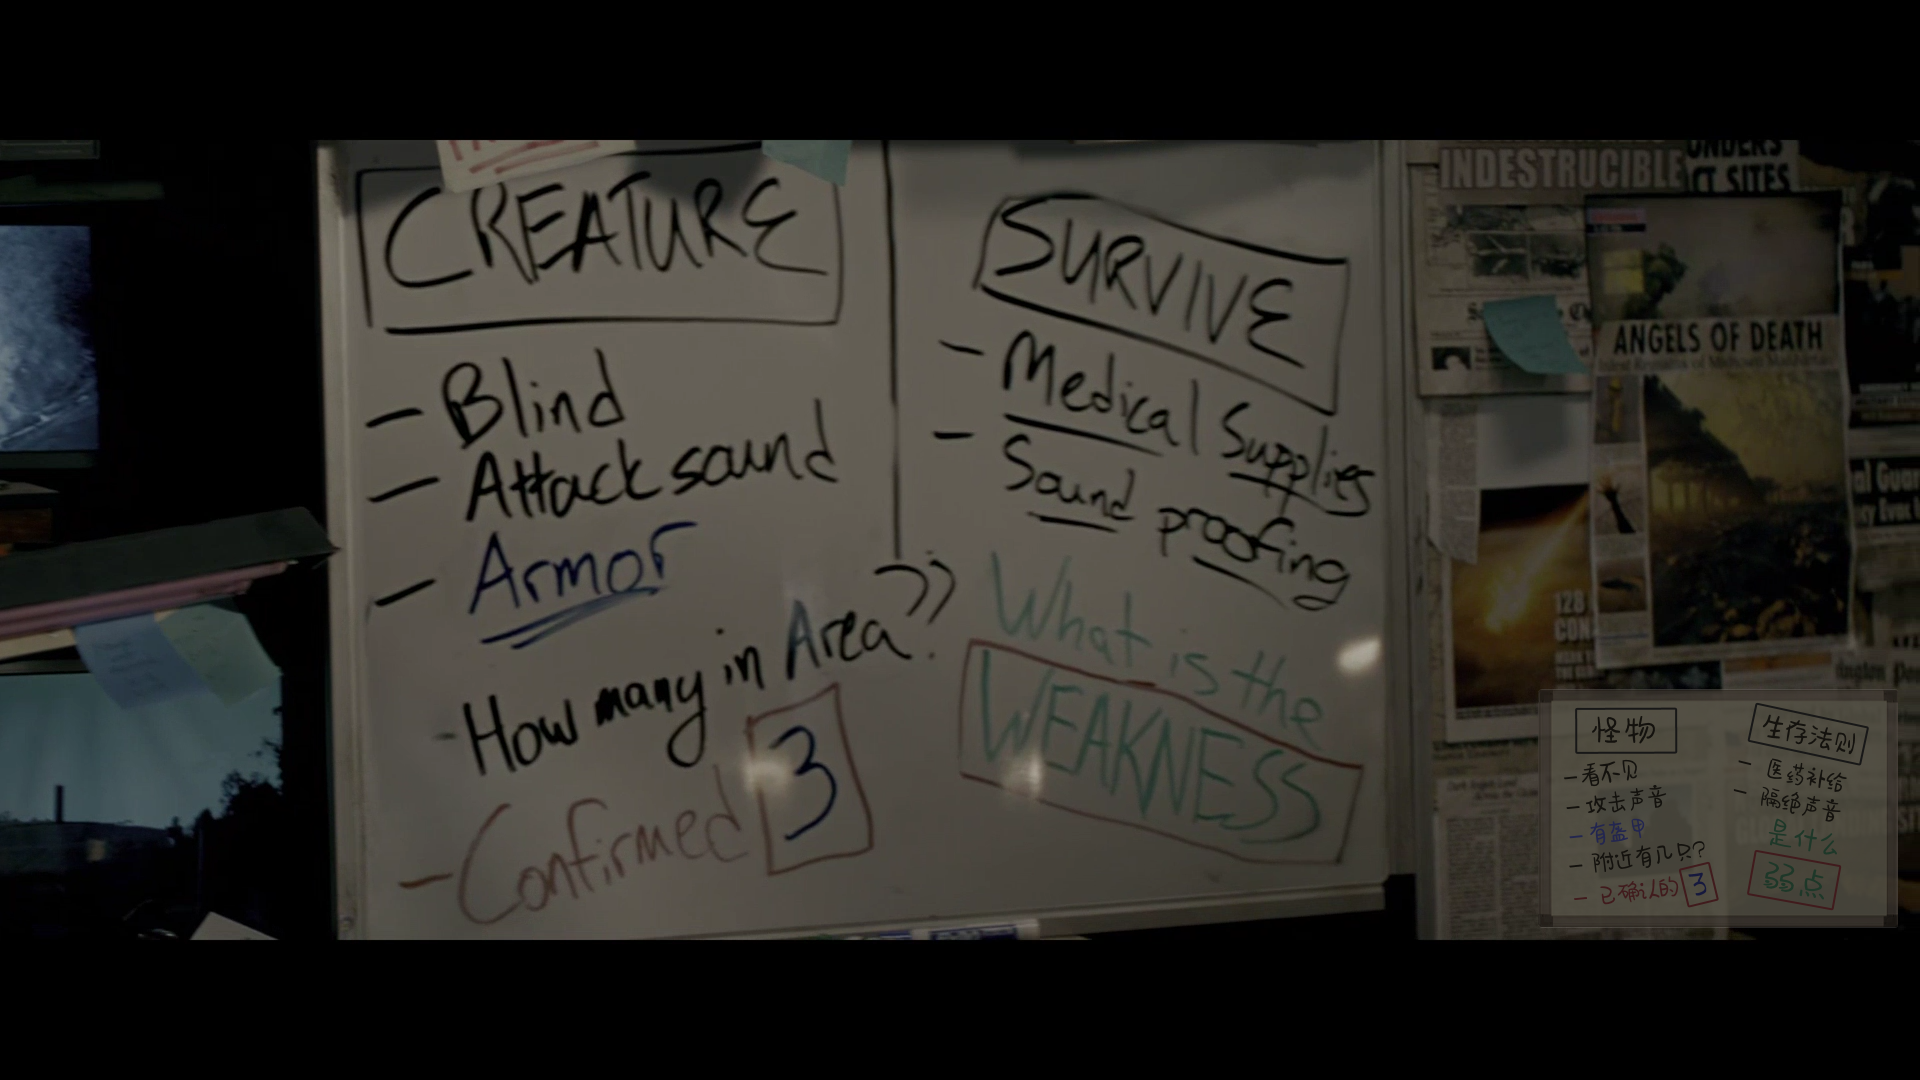 CREATURE
- Blind
- Attack sound
- Armor
- How many in Area??
- Confirmed 3
SURVIVE
- Medical Supplies
- Sound proofing
What is the
WEAKNESS
INDESTRUCTIBLE
CT SITES
ANGELS OF DEATH
128
CON
怪物
-看不见
-攻击声音
-有盔甲
-附近有几只?
-已确认的 3
生存法则
- 医药补给
- 隔绝声音
是什么
弱点